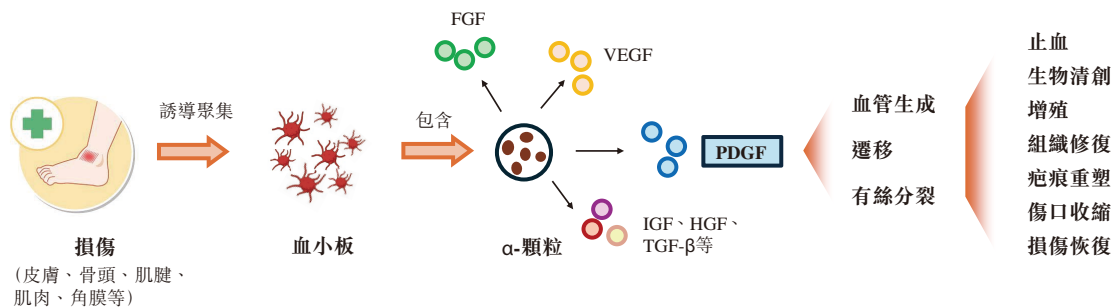 損傷
(皮膚、骨頭、肌腱、
肌肉、角膜等)
誘導聚集
血小板
包含
α-顆粒
FGF
VEGF
PDGF
IGF、HGF、
TGF-β等
血管生成
遷移
有絲分裂
止血
生物清創
增殖
組織修復
疤痕重塑
傷口收縮
損傷恢復